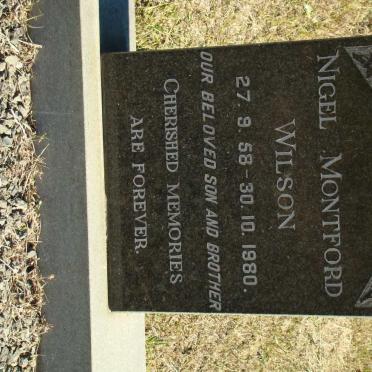 NIGEL MONTFORD
WILSON
27. 9. 58 - 30. 10. 1980.
OUR BELOVED SON AND BROTHER
CHERISHED MEMORIES
ARE FOREVER.